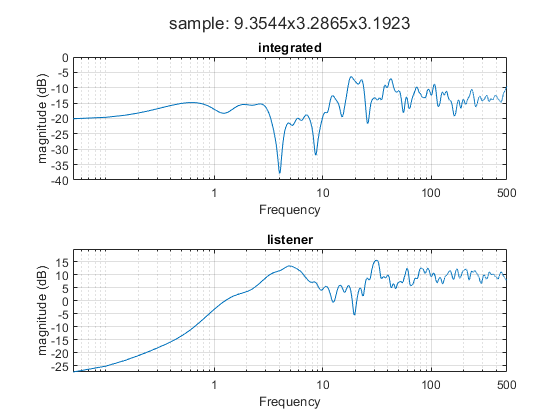 sample: 9.3544x3.2865x3.1923
integrated
magnitude (dB)
0
-5
-10
-15
-20
-25
-30
-35
-40
1 10 100 500
Frequency
listener
magnitude (dB)
15
10
5
0
-5
-10
-15
-20
-25
1 10 100 500
Frequency